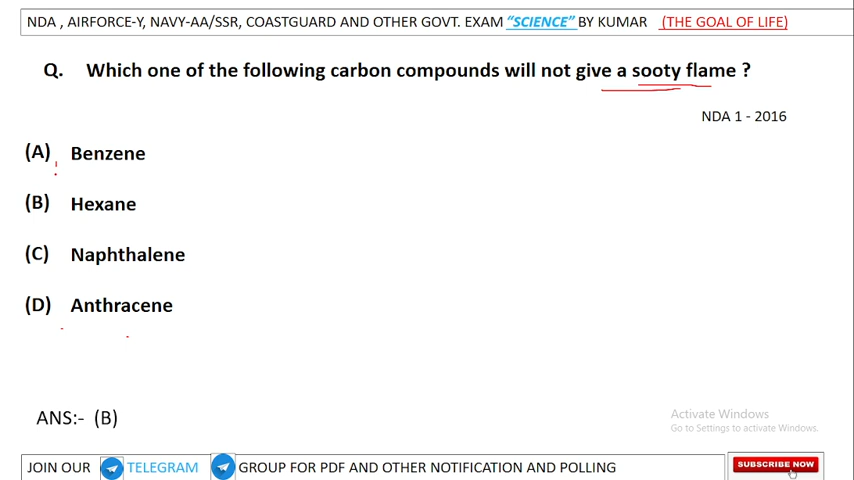 NDA , AIRFORCE-Y, NAVY-AA/SSR, COASTGUARD AND OTHER GOVT. EXAM “SCIENCE” BY KUMAR (THE GOAL OF LIFE)
Q. Which one of the following carbon compounds will not give a sooty flame ?
NDA 1 - 2016
(A) Benzene
(B) Hexane
(C) Naphthalene
(D) Anthracene
ANS:- (B)
Activate Windows
Go to Settings to activate Windows.
JOIN OUR TELEGRAM GROUP FOR PDF AND OTHER NOTIFICATION AND POLLING
SUBSCRIBE NOW